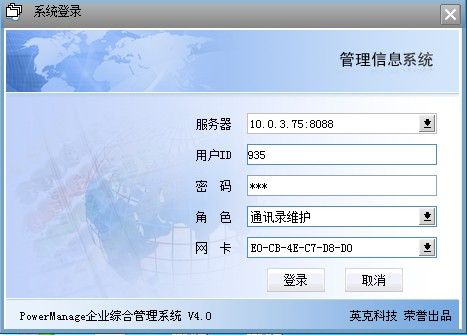 系统登录
管理信息系统
服务器 10.0.3.75:8088
用户ID 935
密 码 ***
角 色 通讯录维护
网 卡 E0-CB-4E-C7-D8-D0
登录 取消
PowerManage企业综合管理系统 V4.0 英克科技 荣誉出品